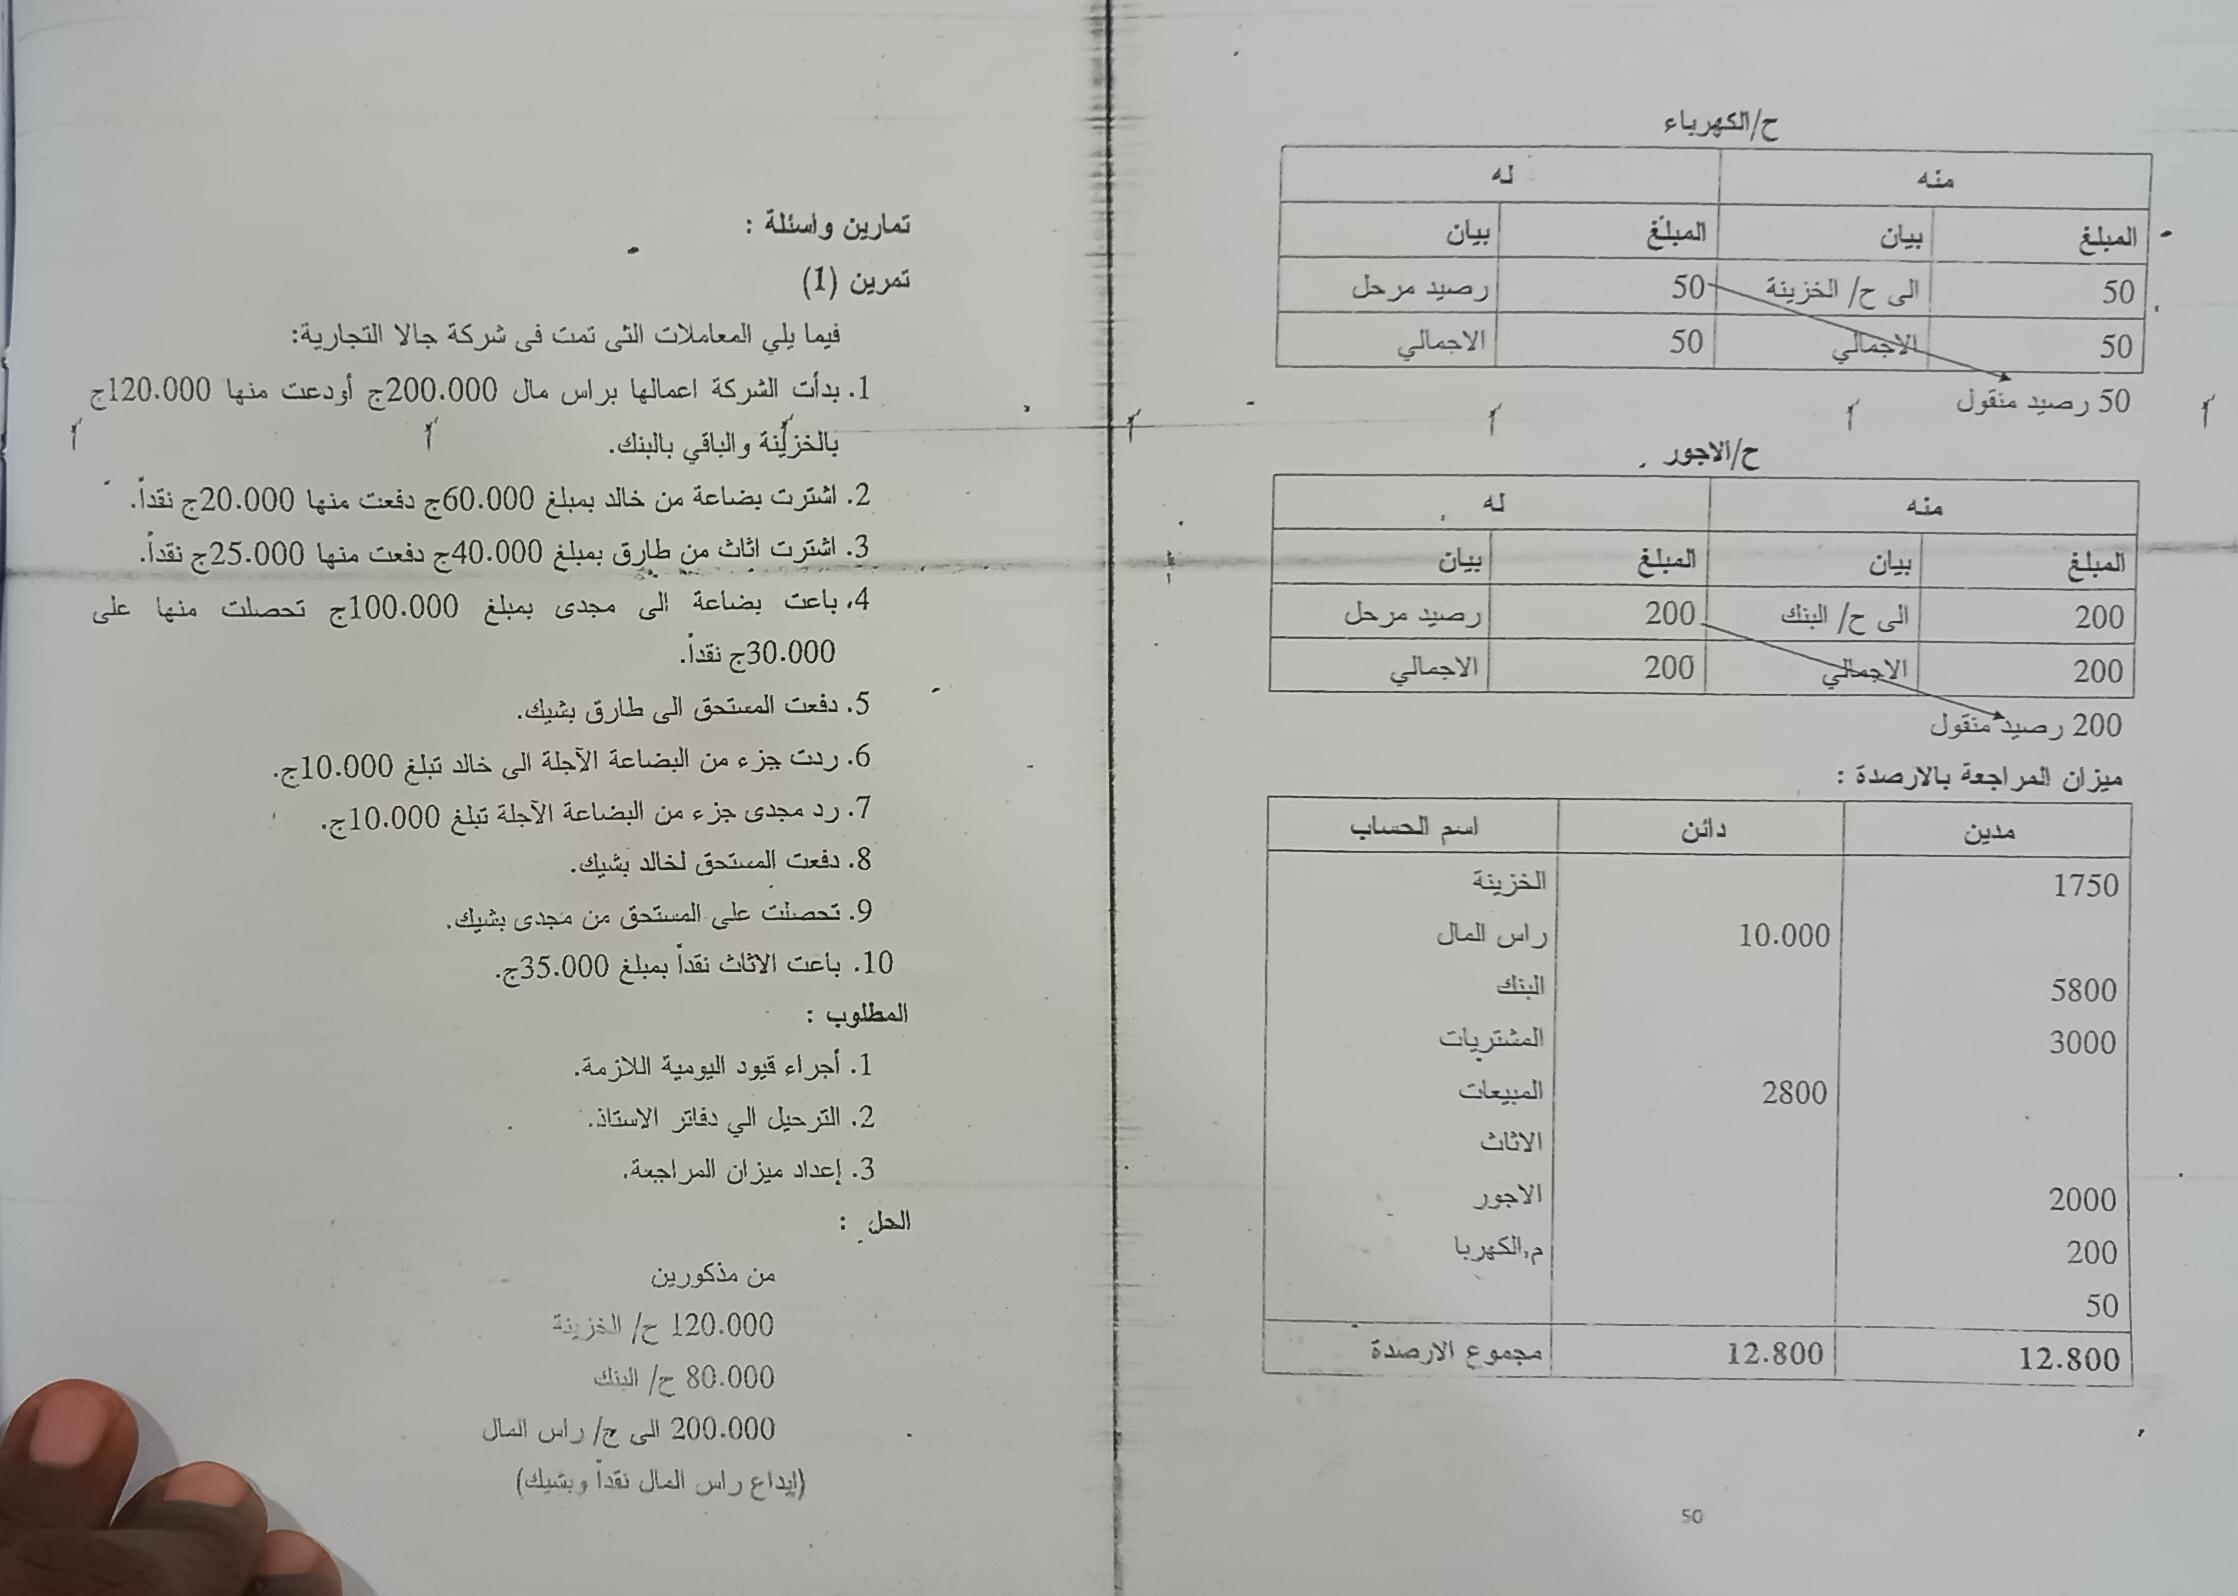 ح/الكهرباء
منه له
المبلغ بيان المبلغ بيان
50 الى ح/ الخزينة 50 رصيد مرحل
50 الاجمالي 50 الاجمالي
50 رصيد منقول
ح/الاجور
منه له
المبلغ بيان المبلغ بيان
200 الى ح/ البنك 200 رصيد مرحل
200 الاجمالي 200 الاجمالي
200 رصيد منقول
ميزان المراجعة بالارصدة :
مدين دائن اسم الحساب
1750 الخزينة
10.000 راس المال
5800 البنك
3000 المشتريات
2800 المبيعات
الاثاث
2000 الاجور
200 م.الكهربا
50
12.800 12.800 مجموع الارصدة
50
تمارين واسئلة :
تمرين (1)
فيما يلي المعاملات التى تمت فى شركة جالا التجارية:
1. بدأت الشركة اعمالها براس مال 200.000ج أودعت منها 120.000ج
بالخزينة والباقي بالبنك.
2. اشترت بضاعة من خالد بمبلغ 60.000ج دفعت منها 20.000ج نقداً.
3. اشترت اثاث من طارق بمبلغ 40.000ج دفعت منها 25.000ج نقداً.
4. باعت بضاعة الى مجدى بمبلغ 100.000ج تحصلت منها على
30.000ج نقداً.
5. دفعت المستحق الى طارق بشيك.
6. ردت جزء من البضاعة الآجلة الى خالد تبلغ 10.000ج.
7. رد مجدى جزء من البضاعة الآجلة تبلغ 10.000ج.
8. دفعت المستحق لخالد بشيك.
9. تحصلت على المستحق من مجدى بشيك.
10. باعت الاثاث نقداً بمبلغ 35.000ج.
المطلوب :
1. أجراء قيود اليومية اللازمة.
2. الترحيل الي دفاتر الاستاذ.
3. إعداد ميزان المراجعة.
الحل :
من مذكورين
120.000 ح/ الخزينة
80.000 ح/ البنك
200.000 الى ح/ راس المال
(إيداع راس المال نقداً وبشيك)